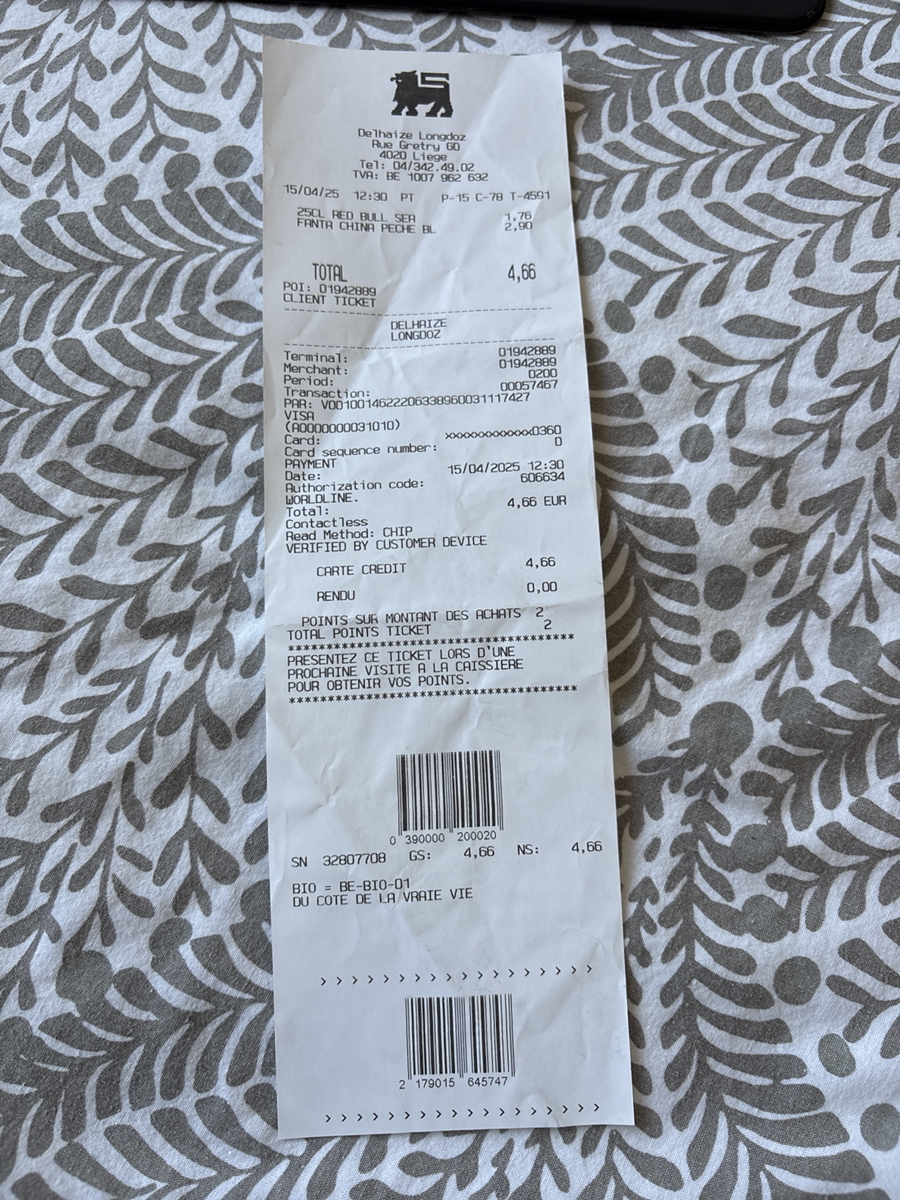 Delhaize Longdoz
Rue Gretry 60
4020 Liege
Tel: 04/342.49.02
TVA: BE 1007 962 632
15/04/25 12:30 PT P-15 C-78 T-4591
25CL RED BULL SEA 1,76
FANTA CHINA PECHE BL 2,90
TOTAL 4,66
POI: 01942889
CLIENT TICKET
--------------------------------
DELHAIZE
LONGDOZ
--------------------------------
Terminal: 01942889
Merchant: 01942889
Period: 0200
Transaction: 00057467
PAR: V0010014622206338960031117427
VISA
(A0000000031010)
Card: xxxxxxxxxxxx0360
Card sequence number: 0
PAYMENT
Date: 15/04/2025 12:30
Authorization code: 606634
WORLDLINE.
Total: 4,66 EUR
Contactless
Read Method: CHIP
VERIFIED BY CUSTOMER DEVICE
CARTE CREDIT 4,66
RENDU 0,00
POINTS SUR MONTANT DES ACHATS 2
TOTAL POINTS TICKET 2
**********************************
PRESENTEZ CE TICKET LORS D'UNE
PROCHAINE VISITE A LA CAISSIERE
POUR OBTENIR VOS POINTS.
**********************************
0 390000 200020
SN 32807708 GS: 4,66 NS: 4,66
BIO = BE-BIO-01
DU COTE DE LA VRAIE VIE
> > > > > > > > > > > > > > > > >
2 179015 645747
> > > > > > > > > > > > > > > > >